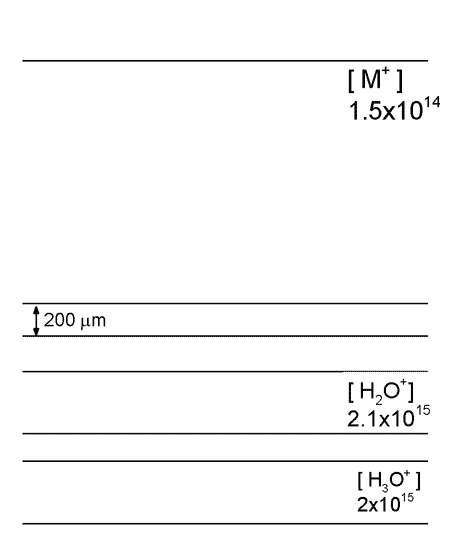 [ M⁺ ]
1.5x10¹⁴
200 μm
[ H₂O⁺]
2.1x10¹⁵
[ H₃O⁺ ]
2x10¹⁵